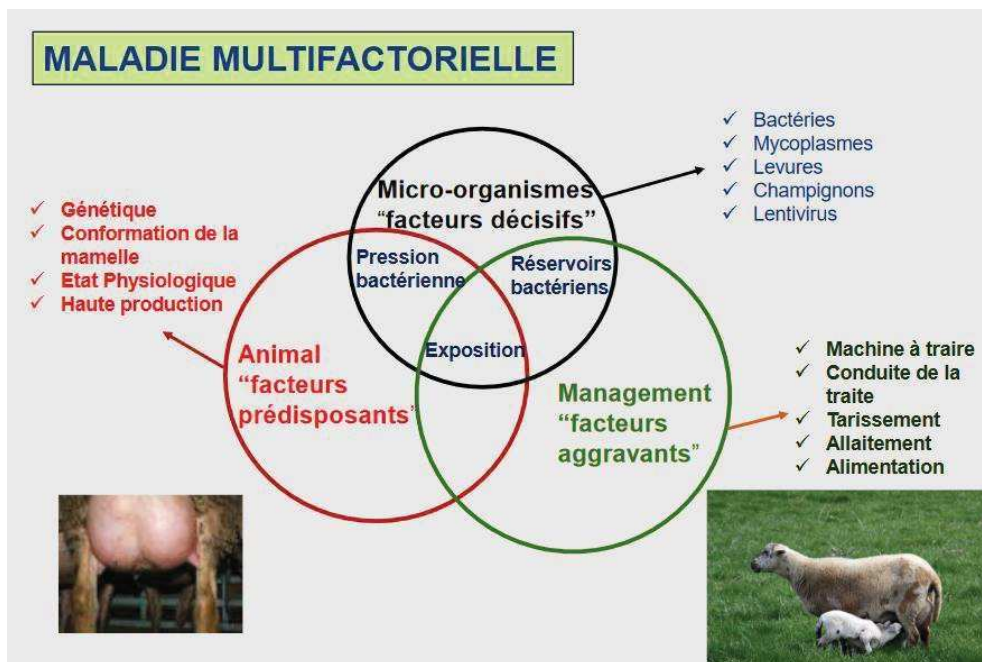 MALADIE MULTIFACTORIELLE
✓ Bactéries
✓ Mycoplasmes
✓ Levures
✓ Champignons
✓ Lentivirus
Micro-organismes
"facteurs décisifs"
✓ Génétique
✓ Conformation de la
mamelle
✓ Etat Physiologique
✓ Haute production
Pression
bactérienne
Réservoirs
bactériens
Exposition
Animal
"facteurs
prédisposants"
Management
"facteurs
aggravants"
✓ Machine à traire
✓ Conduite de la
traite
✓ Tarissement
✓ Allaitement
✓ Alimentation